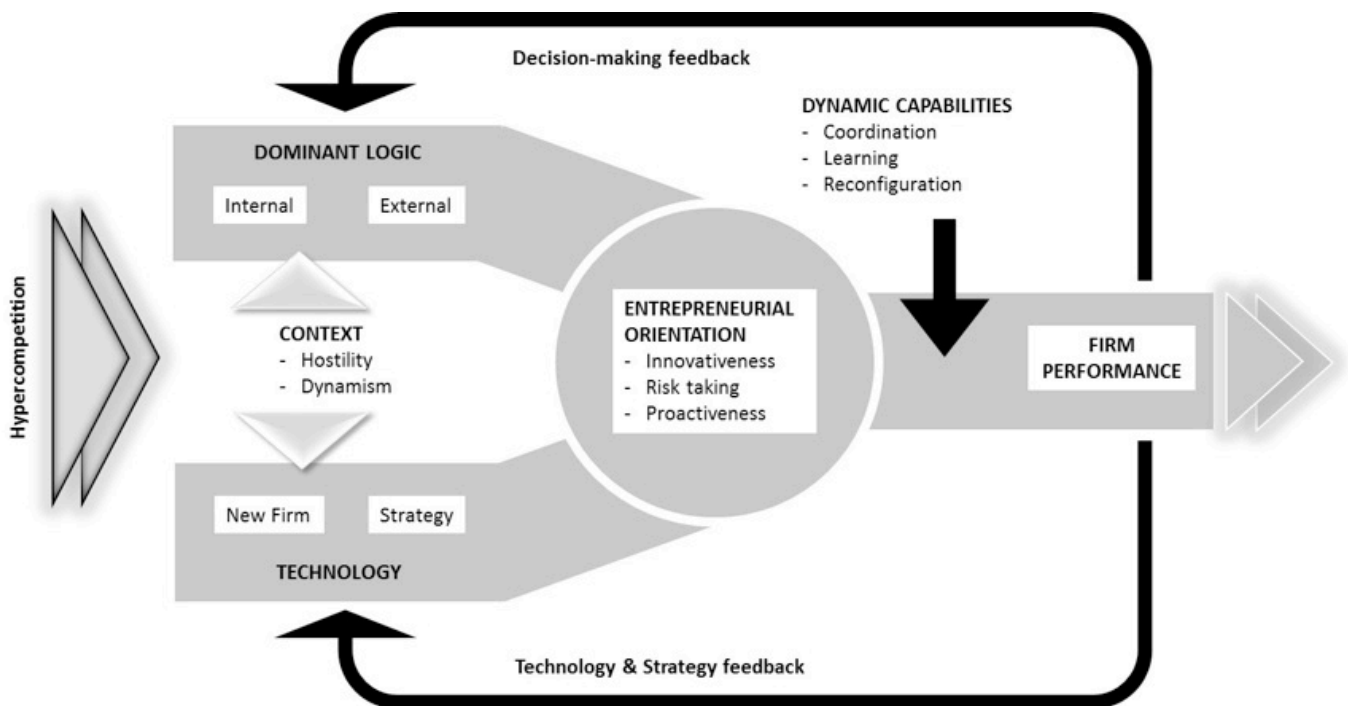 Decision-making feedback
DYNAMIC CAPABILITIES
- Coordination
- Learning
- Reconfiguration
DOMINANT LOGIC
Internal
External
Hypercompetition
CONTEXT
- Hostility
- Dynamism
ENTREPRENEURIAL
ORIENTATION
- Innovativeness
- Risk taking
- Proactiveness
FIRM
PERFORMANCE
New Firm
Strategy
TECHNOLOGY
Technology & Strategy feedback